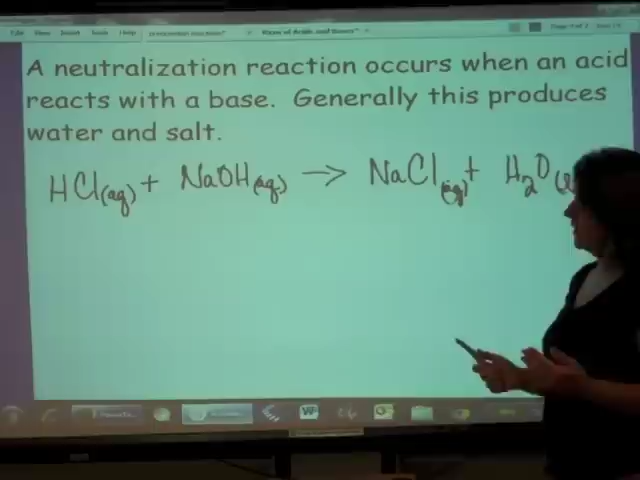 A neutralization reaction occurs when an acid
reacts with a base. Generally this produces
water and salt.
HCl(aq) + NaOH(aq) → NaCl(aq) + H₂O